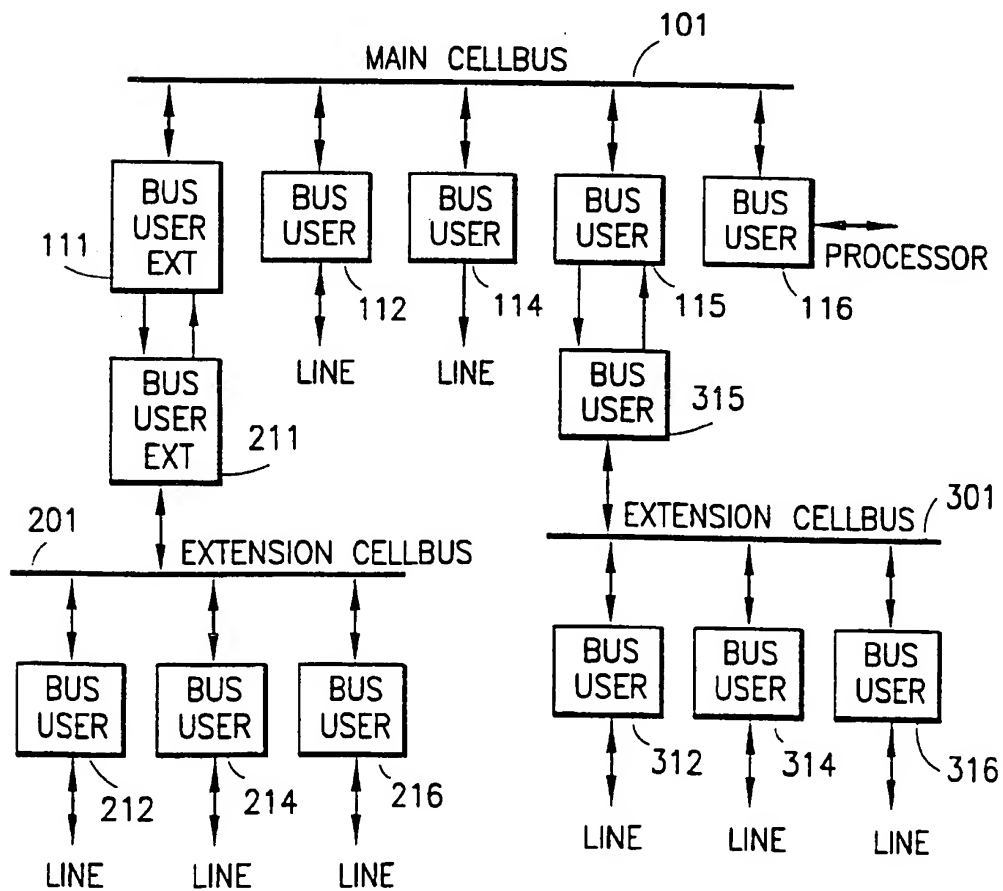 101
MAIN CELLBUS
BUS
USER
EXT
111
BUS
USER
112
LINE
BUS
USER
114
LINE
BUS
USER
115
BUS
USER
116
PROCESSOR
BUS
USER
EXT
211
BUS
USER
315
201
EXTENSION CELLBUS
301
EXTENSION CELLBUS
BUS
USER
212
LINE
BUS
USER
214
LINE
BUS
USER
216
LINE
BUS
USER
312
LINE
BUS
USER
314
LINE
BUS
USER
316
LINE